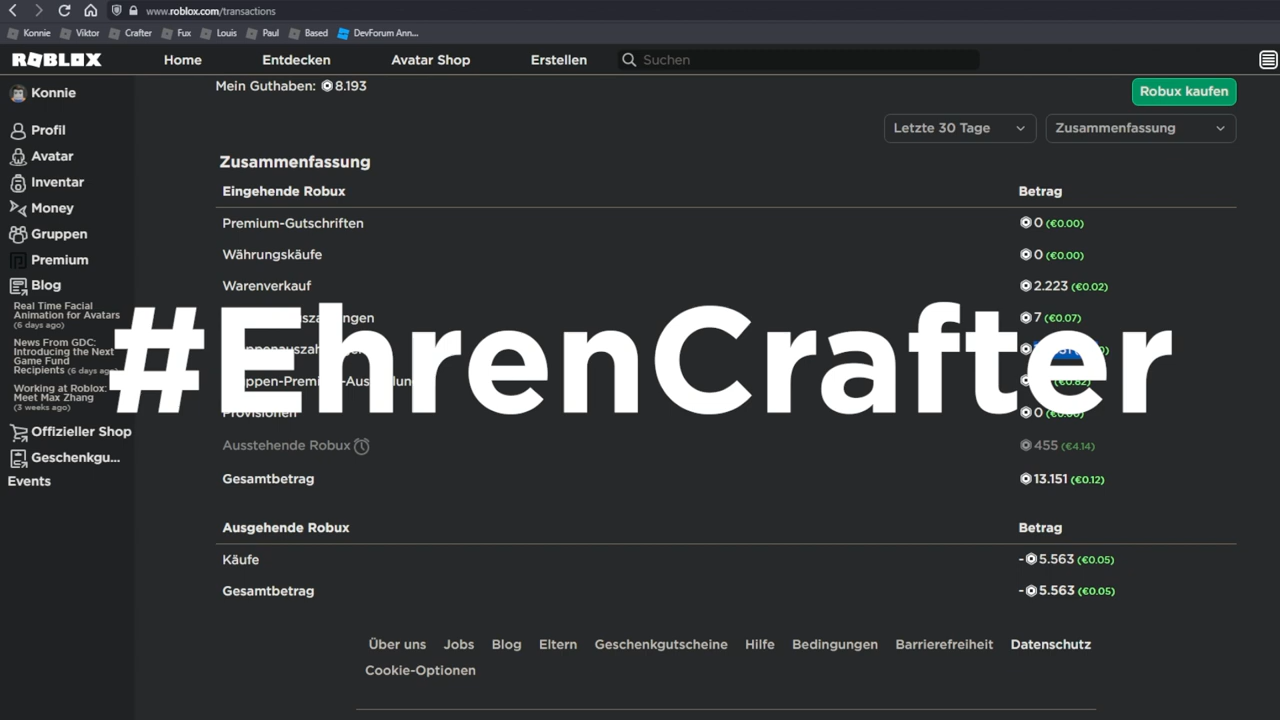 www.roblox.com/transactions
Konnie Viktor Crafter Fux Louis Paul Based DevForum Ann...
ROBLOX Home Entdecken Avatar Shop Erstellen Suchen
Konnie
Profil
Avatar
Inventar
Money
Gruppen
Premium
Blog
Real Time Facial
Animation for Avatars
(6 days ago)
News From GDC:
Introducing the Next
Game Fund
Recipients (6 days ago)
Working at Roblox:
Meet Max Zhang
(3 weeks ago)
Offizieller Shop
Geschenkgu...
Events
Mein Guthaben: 8.193
Robux kaufen
Letzte 30 Tage Zusammenfassung
Zusammenfassung
Eingehende Robux Betrag
Premium-Gutschriften 0 (€0.00)
Währungskäufe 0 (€0.00)
Warenverkauf 2.223 (€0.02)
7 (€0.07)
#EhrenCrafter
Provisionen 0 (€0.00)
Ausstehende Robux 455 (€4.14)
Gesamtbetrag 13.151 (€0.12)
Ausgehende Robux Betrag
Käufe -5.563 (€0.05)
Gesamtbetrag -5.563 (€0.05)
Über uns Jobs Blog Eltern Geschenkgutscheine Hilfe Bedingungen Barrierefreiheit Datenschutz
Cookie-Optionen